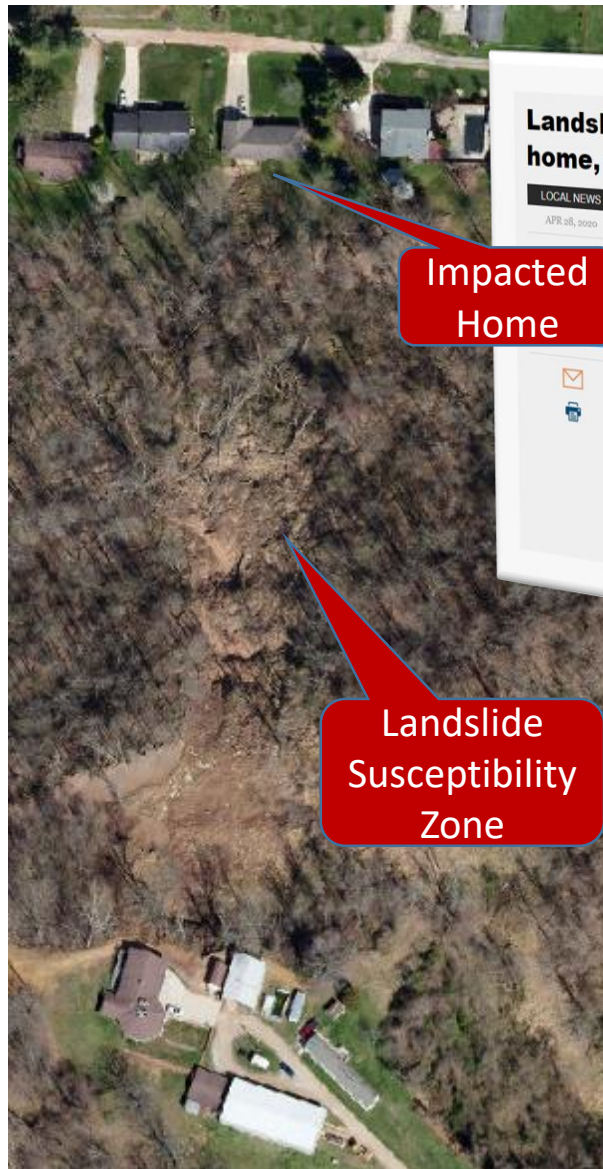 Landsl
home,
LOCAL NEWS
APR 28, 2020
Impacted
Home
Landslide
Susceptibility
Zone